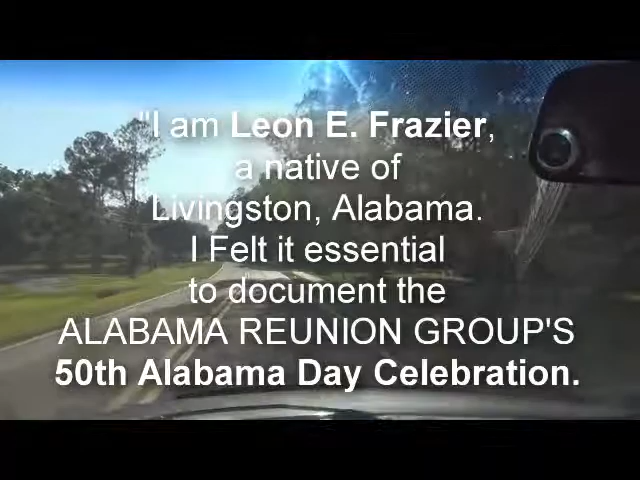 "I am Leon E. Frazier,
a native of
Livingston, Alabama.
I Felt it essential
to document the
ALABAMA REUNION GROUP'S
50th Alabama Day Celebration.